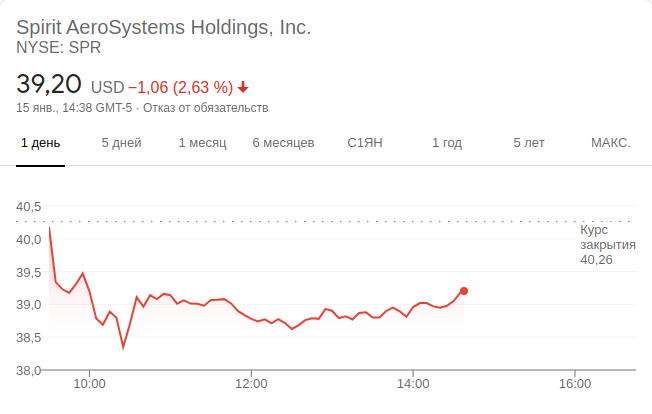 Spirit AeroSystems Holdings, Inc.
NYSE: SPR
39,20 USD −1,06 (2,63 %)
15 янв., 14:38 GMT-5 · Отказ от обязательств
1 день 5 дней 1 месяц 6 месяцев С1ЯН 1 год 5 лет МАКС.
40,5
Курс
закрытия
40,26
40,0
39,5
39,0
38,5
38,0
10:00 12:00 14:00 16:00